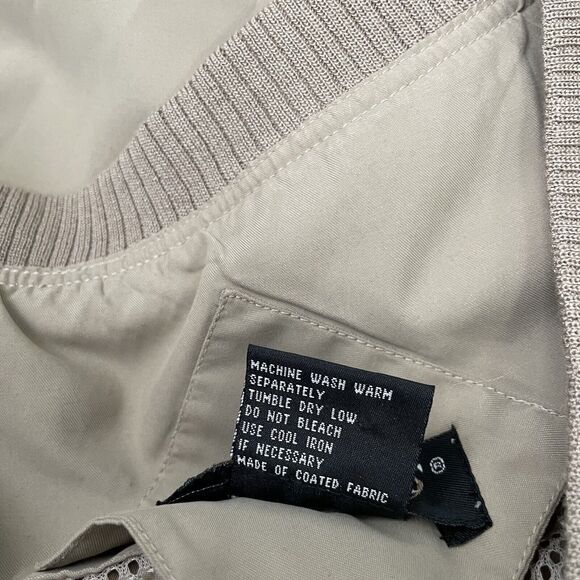 MACHINE WASH WARM
SEPARATELY
TUMBLE DRY LOW
DO NOT BLEACH
USE COOL IRON
IF NECESSARY
MADE OF COATED FABRIC
®